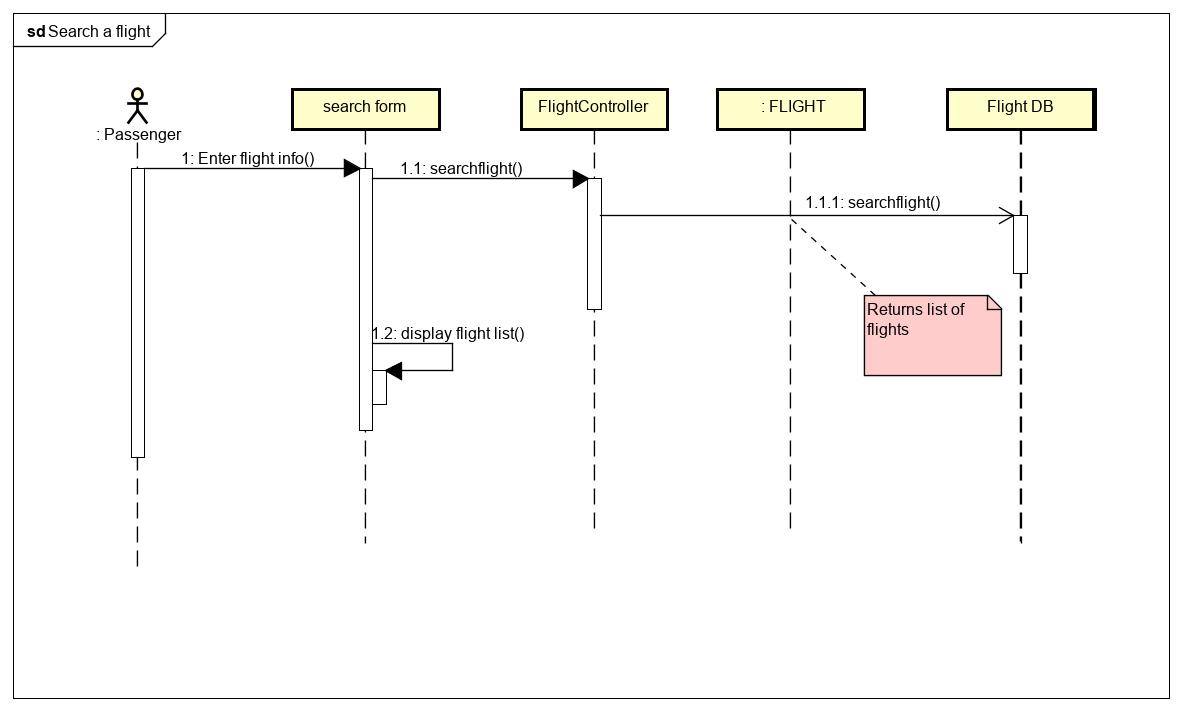 sd Search a flight
: Passenger
search form
FlightController
: FLIGHT
Flight DB
1: Enter flight info()
1.1: searchflight()
1.1.1: searchflight()
Returns list of
flights
1.2: display flight list()